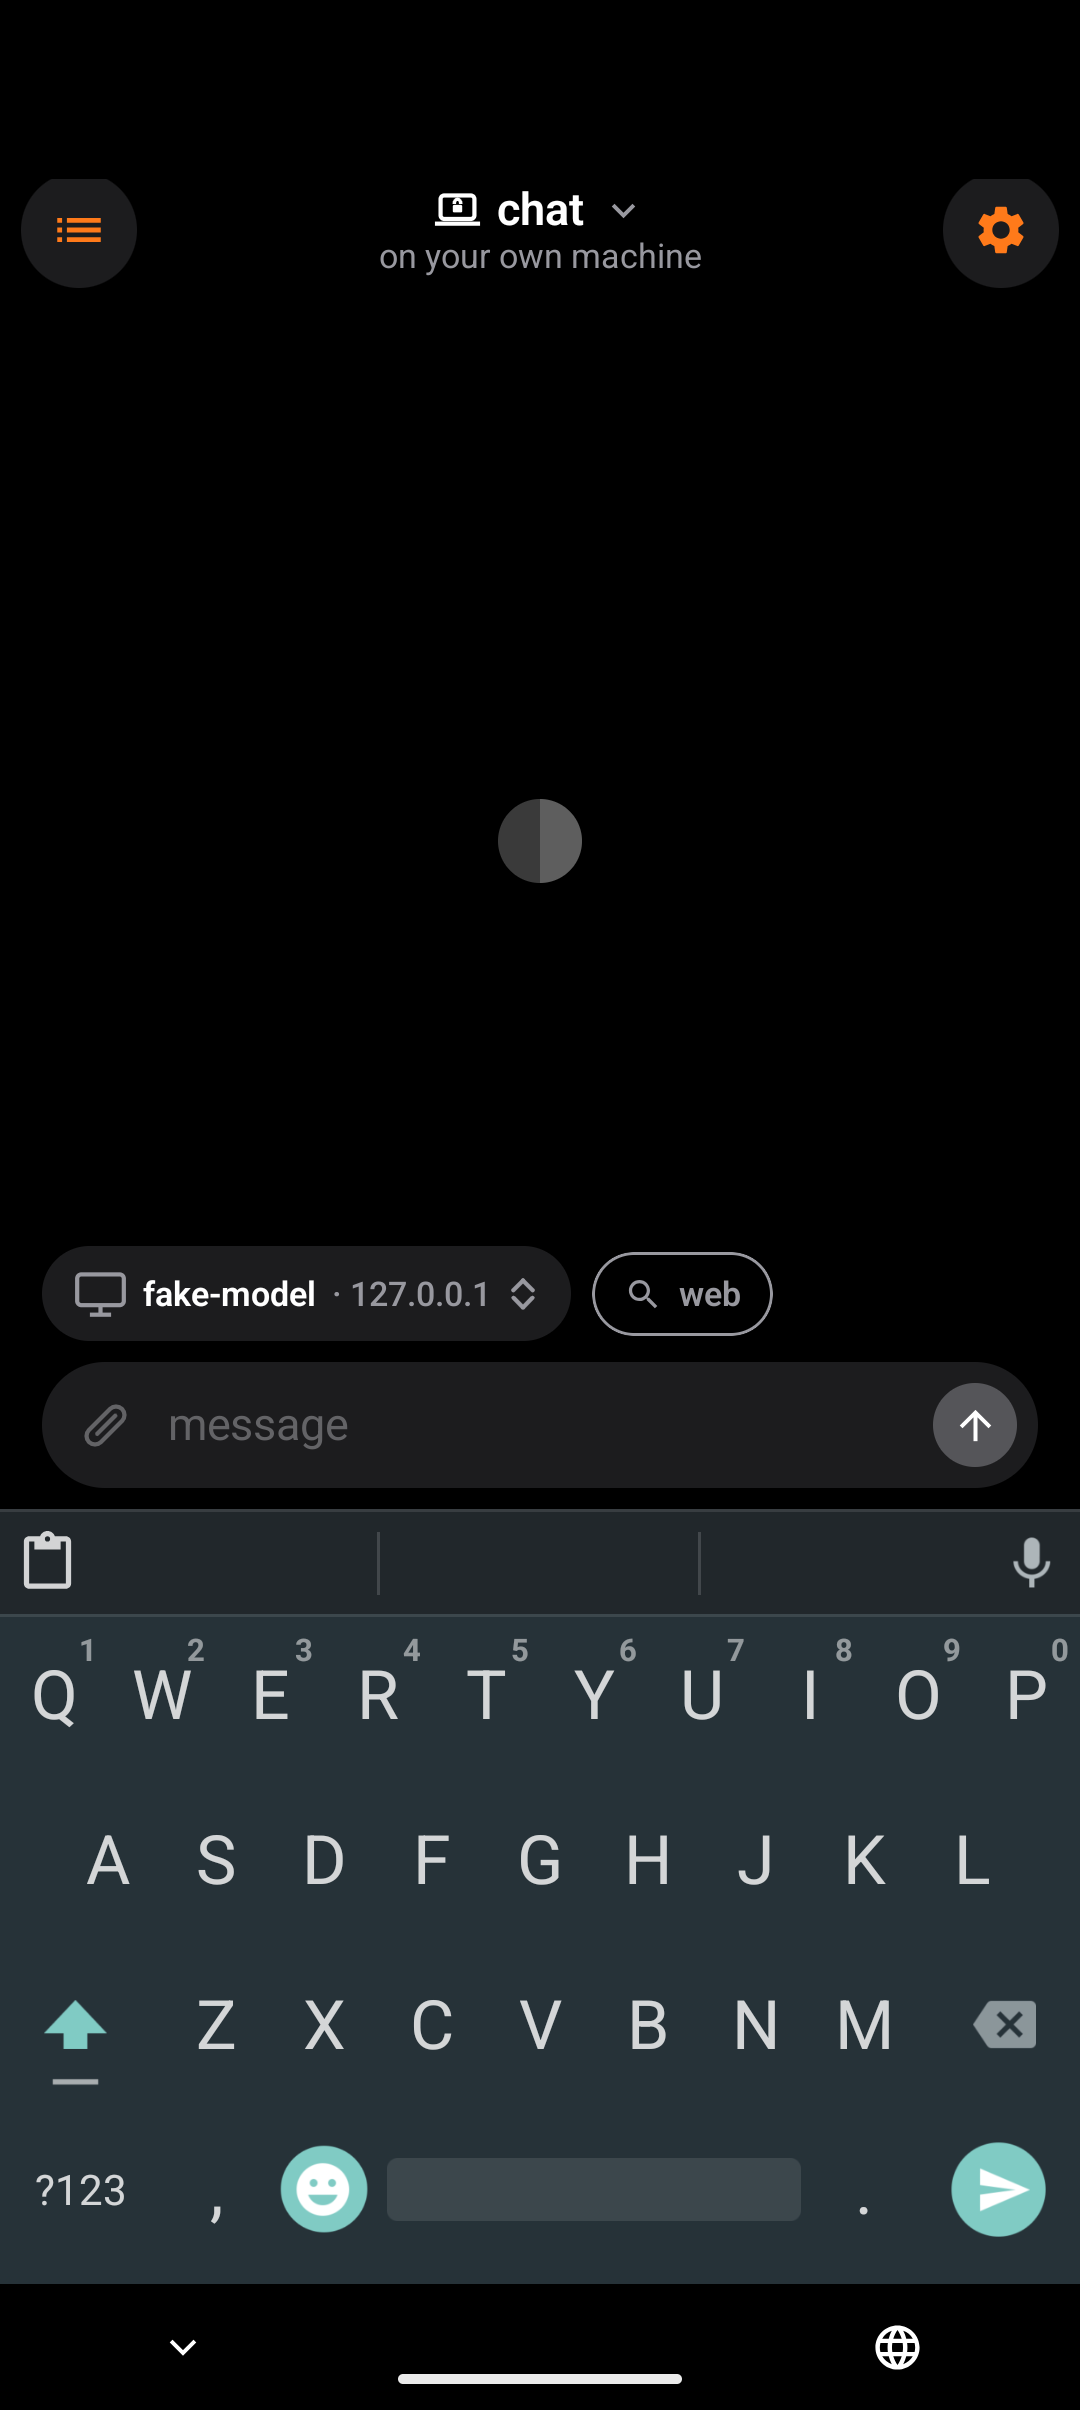 chat
on your own machine
fake-model · 127.0.0.1
web
message
1 2 3 4 5 6 7 8 9 0
Q W E R T Y U I O P
A S D F G H J K L
Z X C V B N M
?123 , .